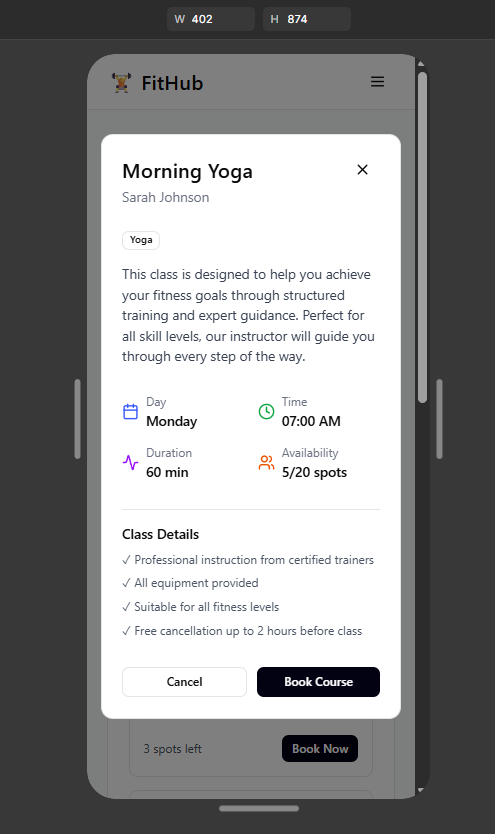 W 402 H 874
FitHub
Morning Yoga
Sarah Johnson
Yoga
This class is designed to help you achieve
your fitness goals through structured
training and expert guidance. Perfect for
all skill levels, our instructor will guide you
through every step of the way.
Day
Monday
Time
07:00 AM
Duration
60 min
Availability
5/20 spots
Class Details
✓ Professional instruction from certified trainers
✓ All equipment provided
✓ Suitable for all fitness levels
✓ Free cancellation up to 2 hours before class
Cancel
Book Course
3 spots left
Book Now